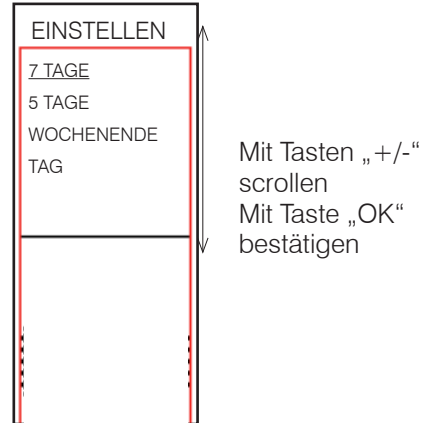 EINSTELLEN
7 TAGE
5 TAGE
WOCHENENDE
TAG
Mit Tasten „+/-“
scrollen
Mit Taste „OK“
bestätigen